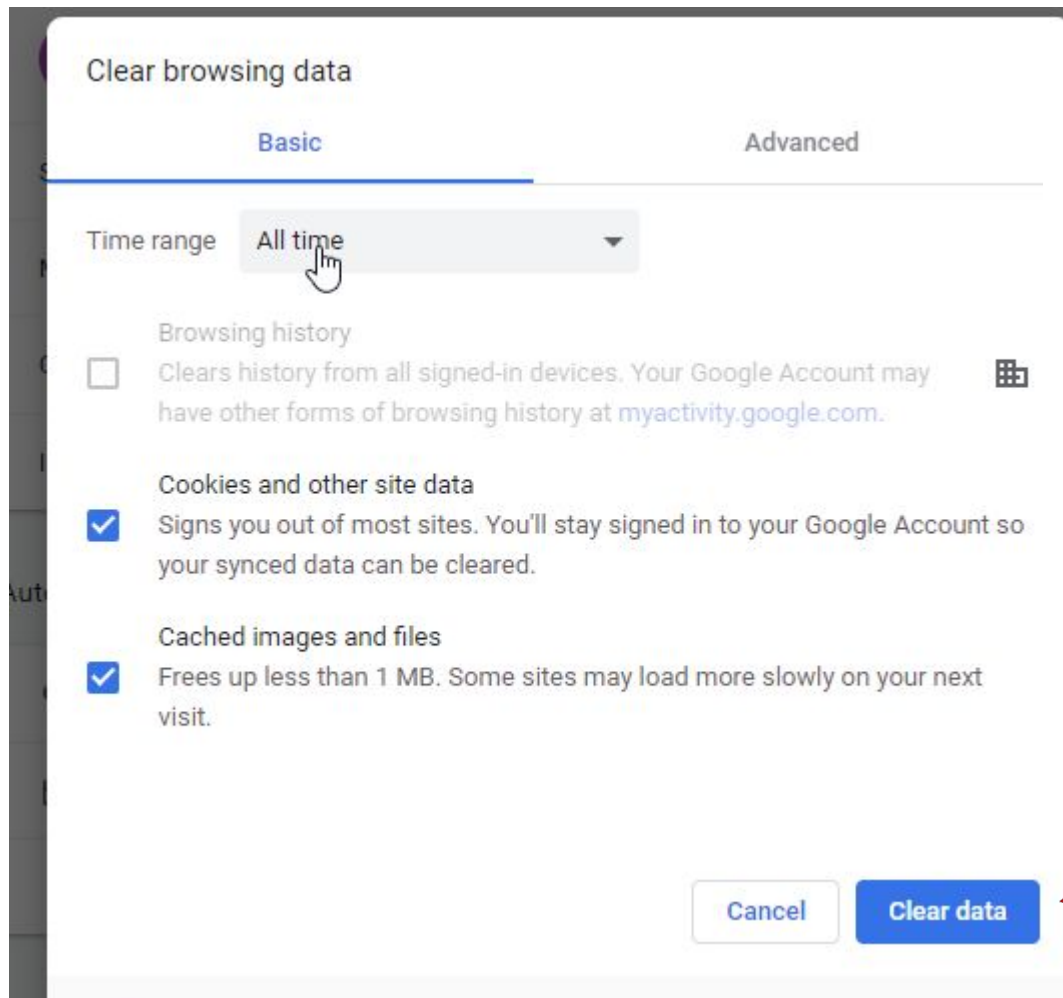 Clear browsing data
Basic
Advanced
Time range
All time
Browsing history
Clears history from all signed-in devices. Your Google Account may
have other forms of browsing history at myactivity.google.com.
Cookies and other site data
Signs you out of most sites. You'll stay signed in to your Google Account so
your synced data can be cleared.
Cached images and files
Frees up less than 1 MB. Some sites may load more slowly on your next
visit.
Cancel
Clear data